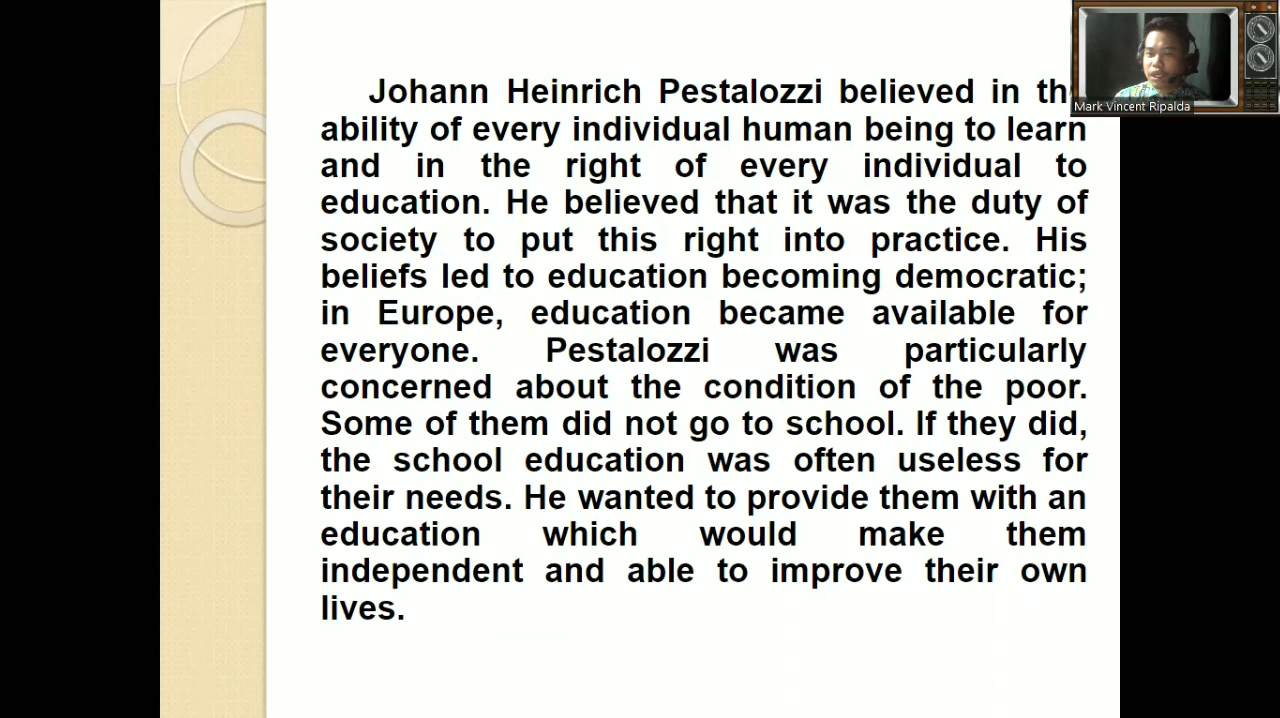 Johann Heinrich Pestalozzi believed in th
ability of every individual human being to learn
and in the right of every individual to
education. He believed that it was the duty of
society to put this right into practice. His
beliefs led to education becoming democratic;
in Europe, education became available for
everyone. Pestalozzi was particularly
concerned about the condition of the poor.
Some of them did not go to school. If they did,
the school education was often useless for
their needs. He wanted to provide them with an
education which would make them
independent and able to improve their own
lives.
Mark Vincent Ripalda